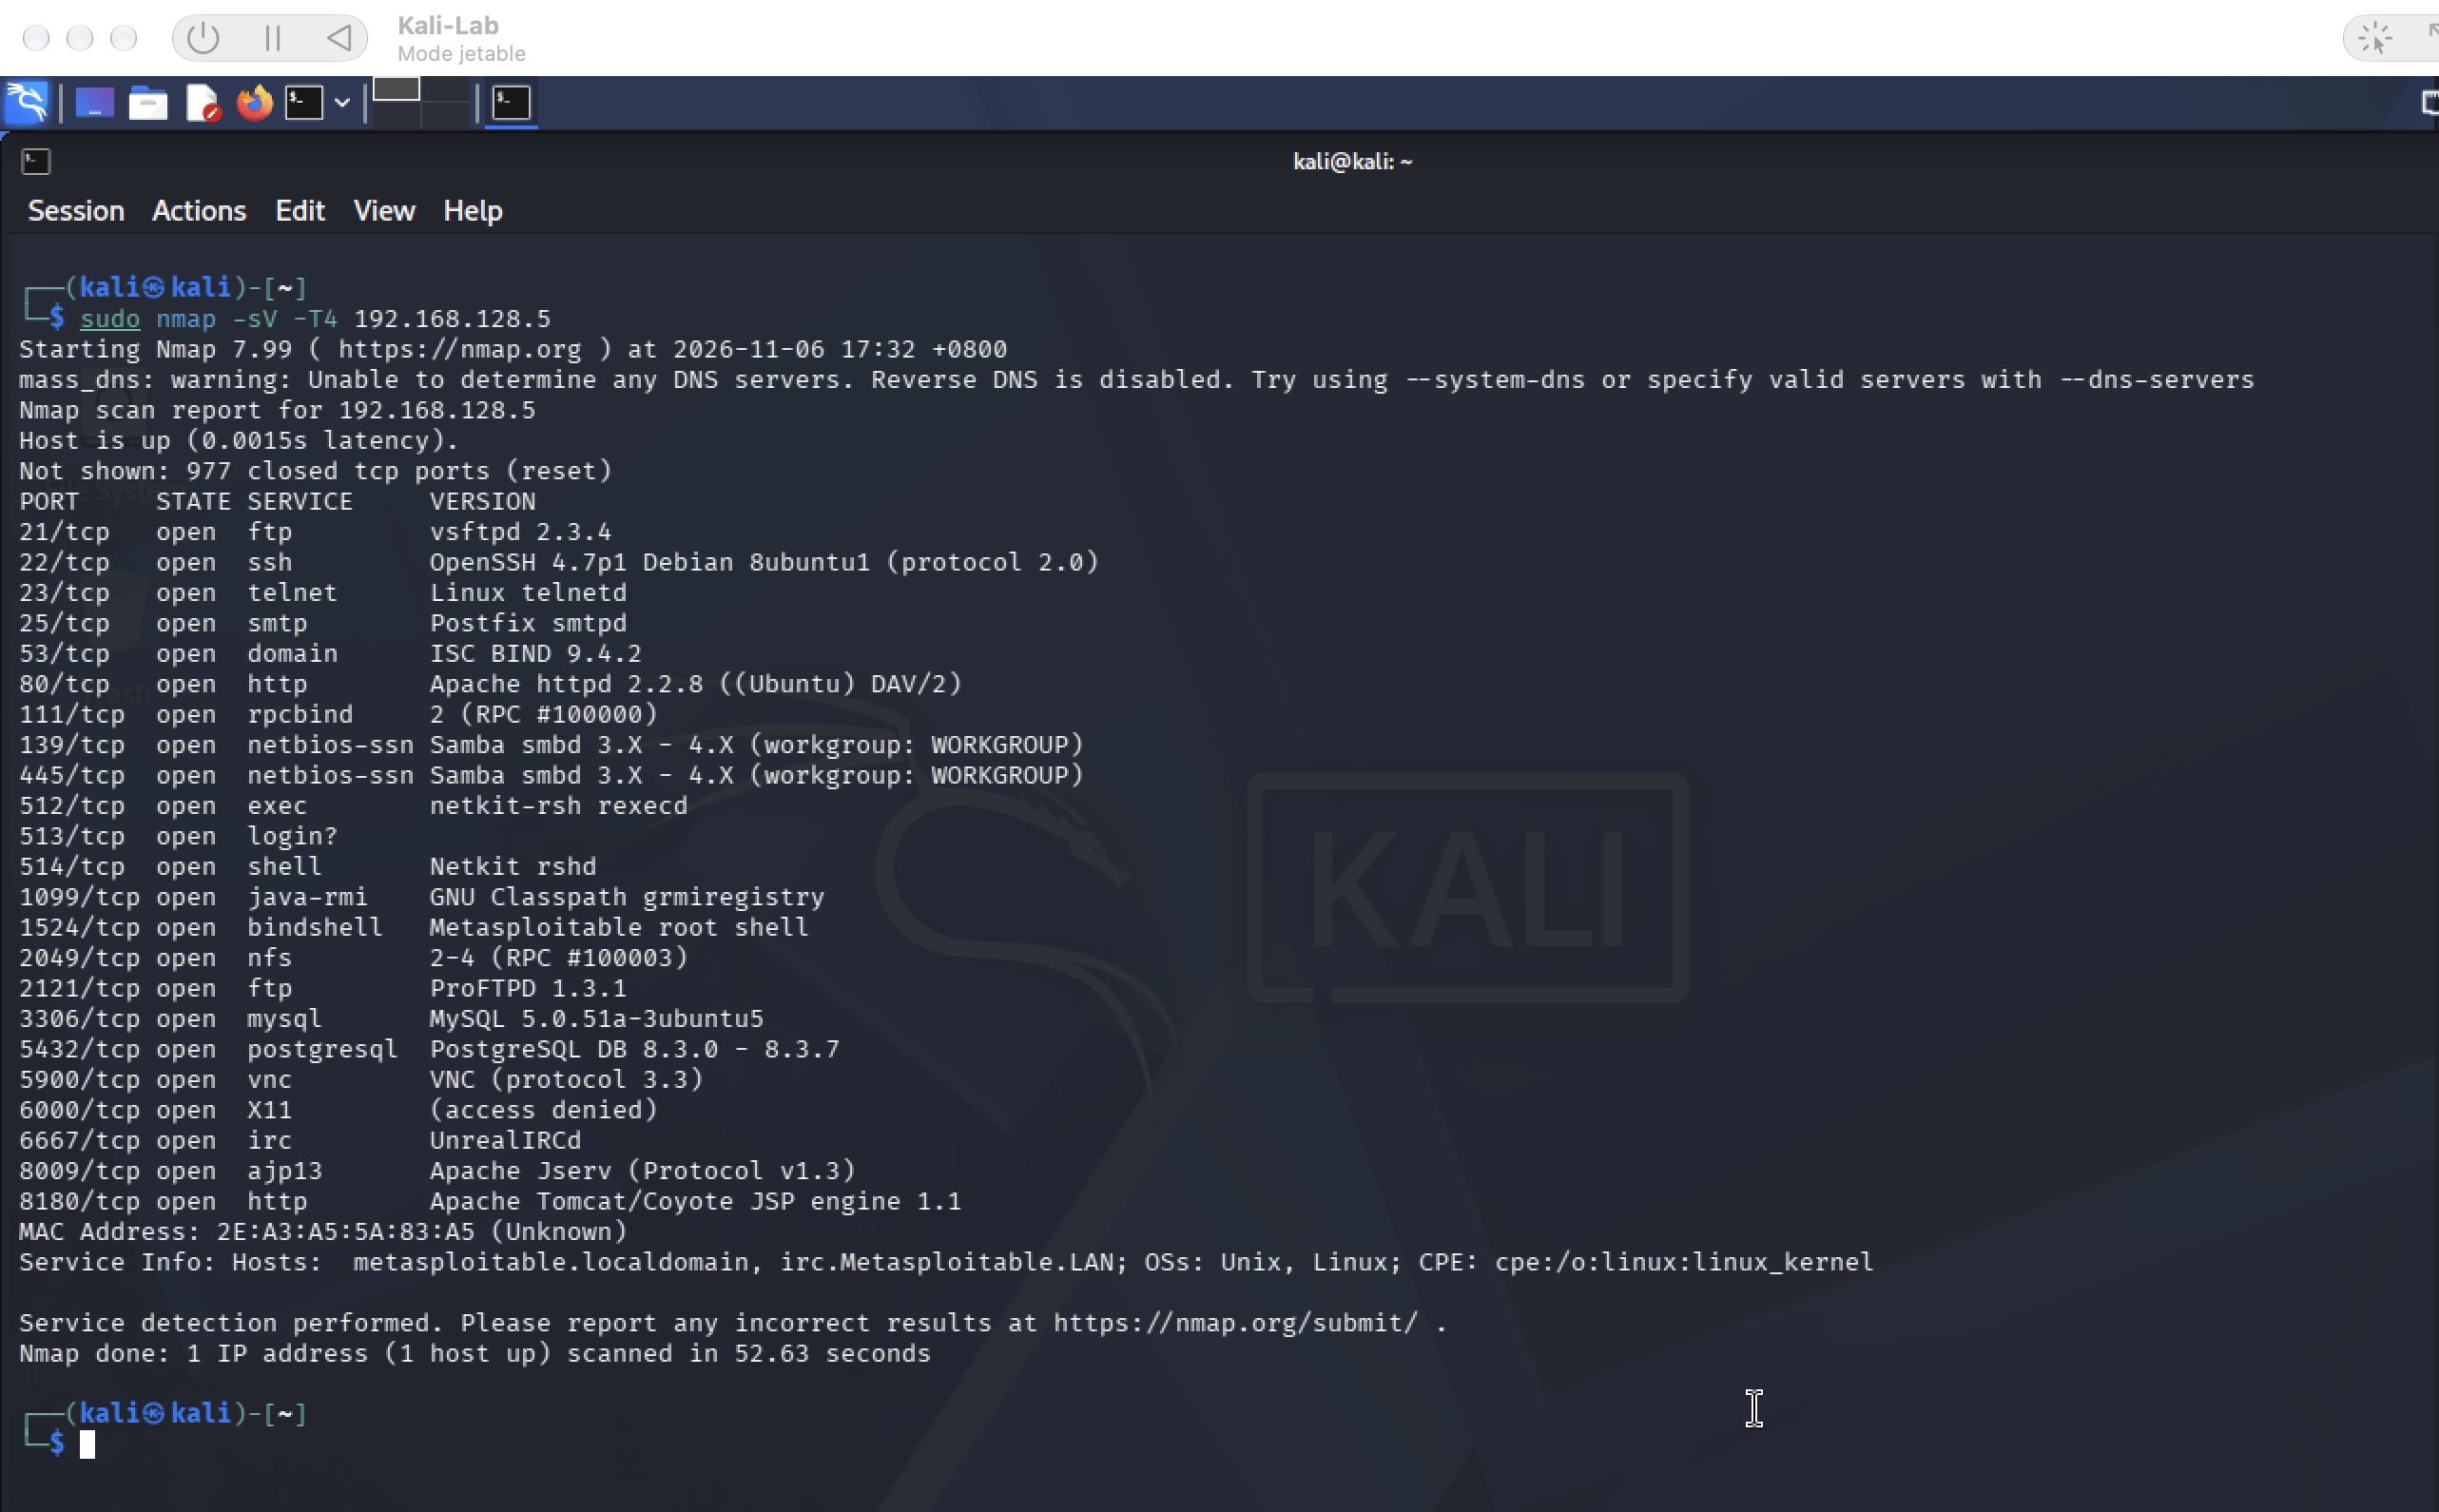 Kali-Lab
Mode jetable
kali@kali: ~
Session Actions Edit View Help
┌──(kali㉿kali)-[~]
└─$ sudo nmap -sV -T4 192.168.128.5
Starting Nmap 7.99 ( https://nmap.org ) at 2026-11-06 17:32 +0800
mass_dns: warning: Unable to determine any DNS servers. Reverse DNS is disabled. Try using --system-dns or specify valid servers with --dns-servers
Nmap scan report for 192.168.128.5
Host is up (0.0015s latency).
Not shown: 977 closed tcp ports (reset)
PORT     STATE SERVICE     VERSION
21/tcp   open  ftp         vsftpd 2.3.4
22/tcp   open  ssh         OpenSSH 4.7p1 Debian 8ubuntu1 (protocol 2.0)
23/tcp   open  telnet      Linux telnetd
25/tcp   open  smtp        Postfix smtpd
53/tcp   open  domain      ISC BIND 9.4.2
80/tcp   open  http        Apache httpd 2.2.8 ((Ubuntu) DAV/2)
111/tcp  open  rpcbind     2 (RPC #100000)
139/tcp  open  netbios-ssn Samba smbd 3.X - 4.X (workgroup: WORKGROUP)
445/tcp  open  netbios-ssn Samba smbd 3.X - 4.X (workgroup: WORKGROUP)
512/tcp  open  exec        netkit-rsh rexecd
513/tcp  open  login?
514/tcp  open  shell       Netkit rshd
1099/tcp open  java-rmi    GNU Classpath grmiregistry
1524/tcp open  bindshell   Metasploitable root shell
2049/tcp open  nfs         2-4 (RPC #100003)
2121/tcp open  ftp         ProFTPD 1.3.1
3306/tcp open  mysql       MySQL 5.0.51a-3ubuntu5
5432/tcp open  postgresql  PostgreSQL DB 8.3.0 - 8.3.7
5900/tcp open  vnc         VNC (protocol 3.3)
6000/tcp open  X11         (access denied)
6667/tcp open  irc         UnrealIRCd
8009/tcp open  ajp13       Apache Jserv (Protocol v1.3)
8180/tcp open  http        Apache Tomcat/Coyote JSP engine 1.1
MAC Address: 2E:A3:A5:5A:83:A5 (Unknown)
Service Info: Hosts:  metasploitable.localdomain, irc.Metasploitable.LAN; OSs: Unix, Linux; CPE: cpe:/o:linux:linux_kernel
Service detection performed. Please report any incorrect results at https://nmap.org/submit/ .
Nmap done: 1 IP address (1 host up) scanned in 52.63 seconds
┌──(kali㉿kali)-[~]
└─$
KALI